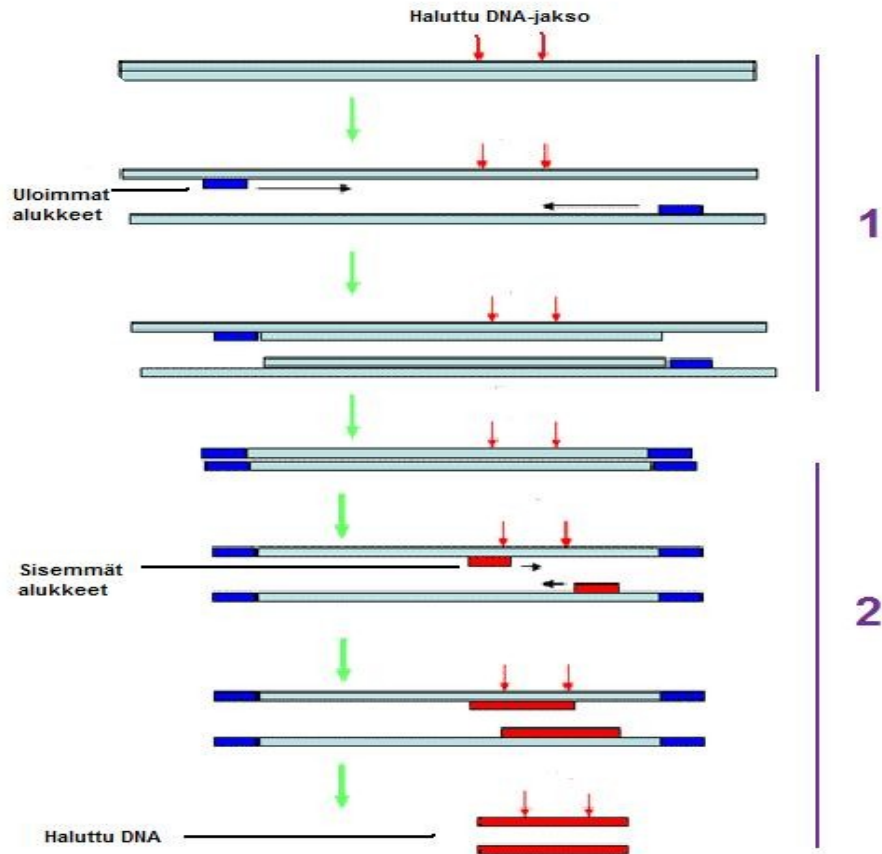 Haluttu DNA-jakso
Uloimmat
alukkeet
1
Sisemmät
alukkeet
2
Haluttu DNA